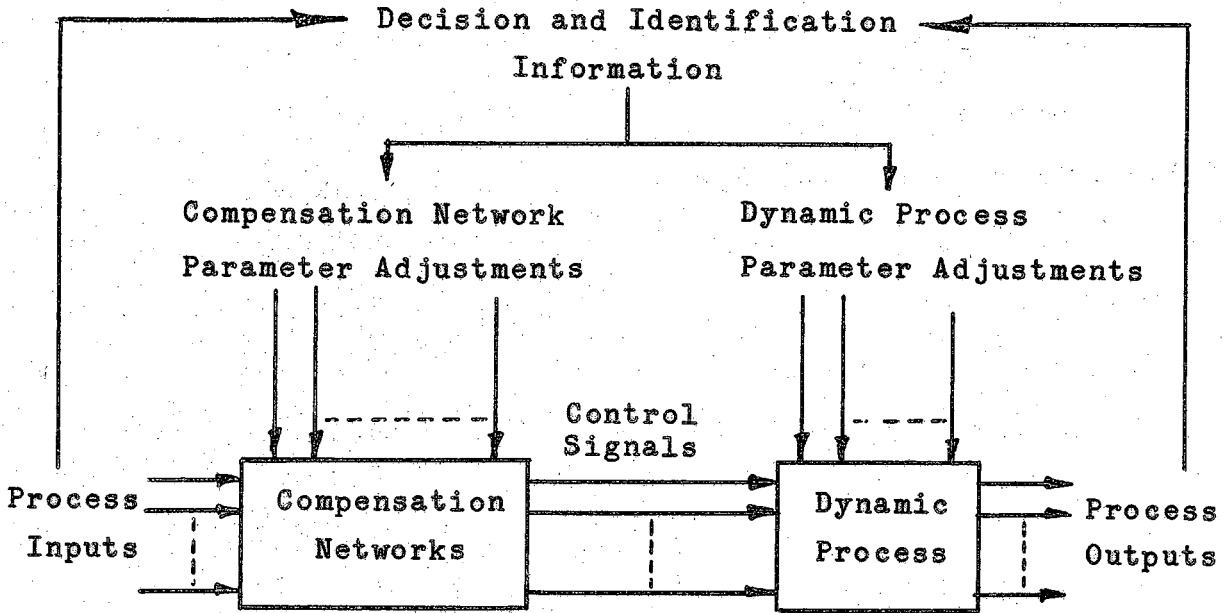 Decision and Identification
Information
Compensation Network
Parameter Adjustments
Dynamic Process
Parameter Adjustments
Control
Signals
Process
Inputs
Compensation
Networks
Dynamic
Process
Process
Outputs